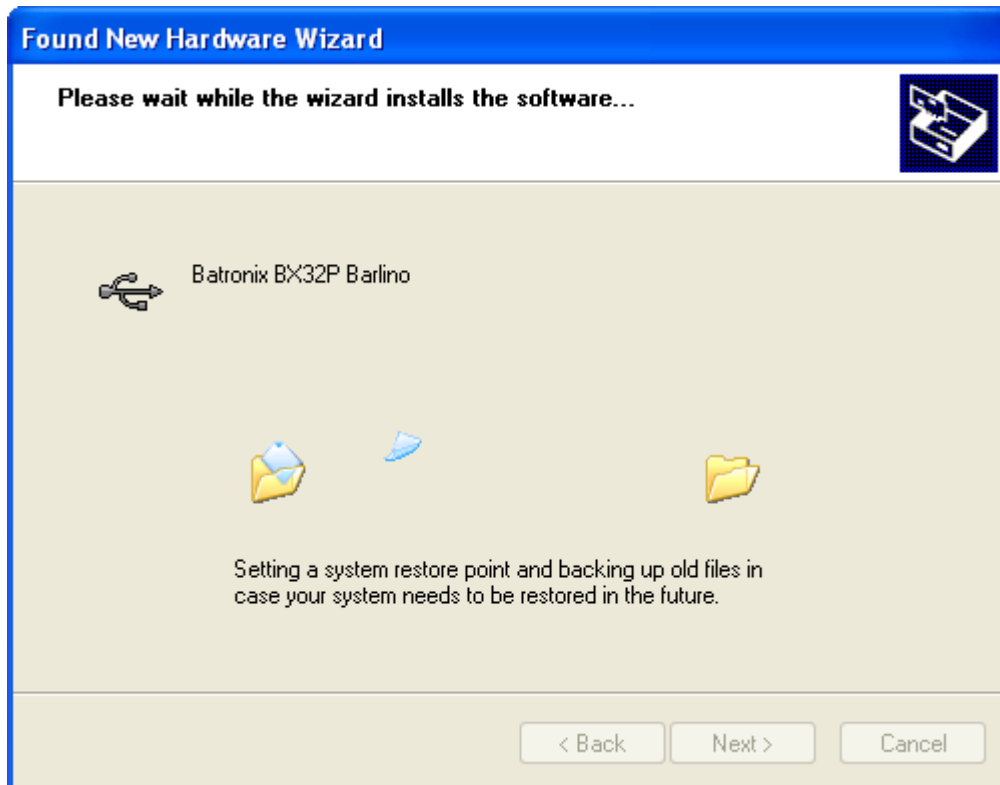 Found New Hardware Wizard
Please wait while the wizard installs the software...
Batronix BX32P Barlino
Setting a system restore point and backing up old files in
case your system needs to be restored in the future.
< Back
Next >
Cancel